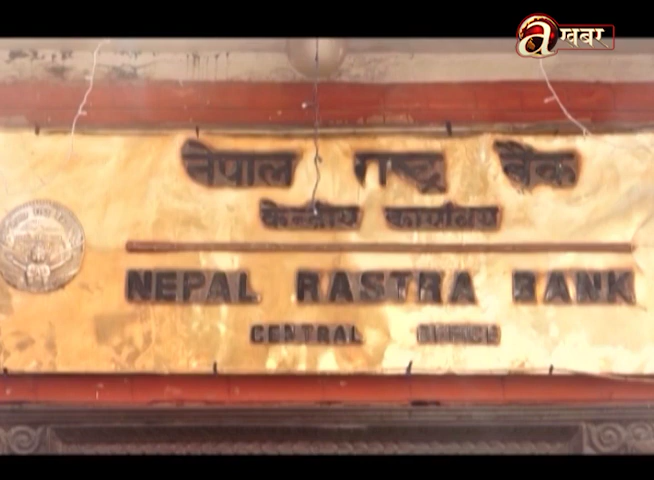 a खबर
नेपाल राष्ट्र बैंक
केन्द्रीय कार्यालय
NEPAL RASTRA BANK
CENTRAL OFFICE